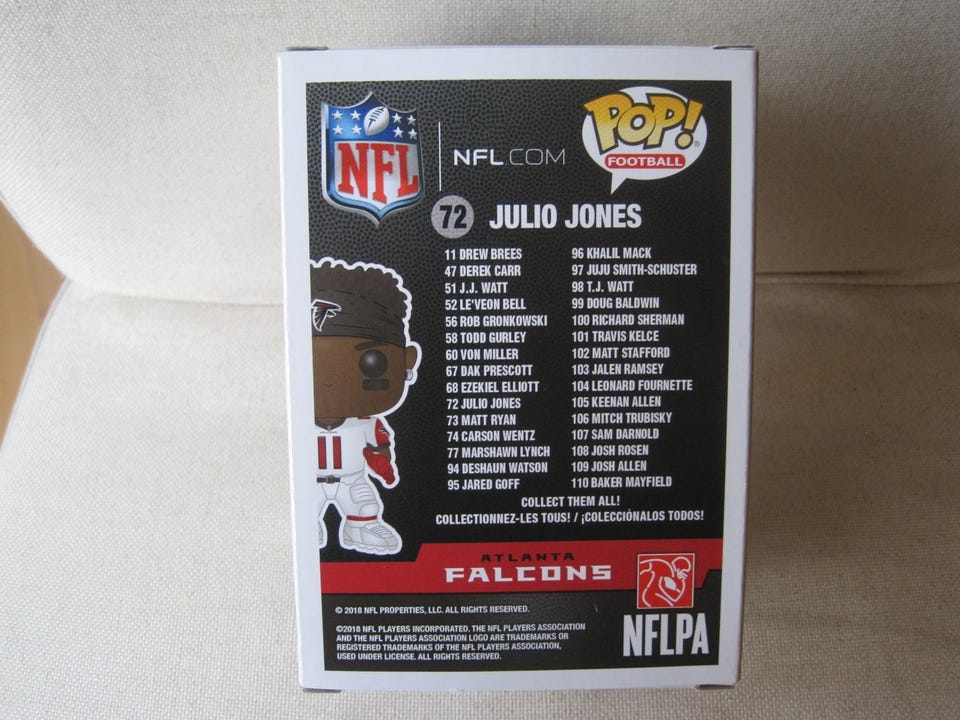 NFL
NFL.COM
POP!
FOOTBALL
72 JULIO JONES
11 DREW BREES
47 DEREK CARR
51 J.J. WATT
52 LE'VEON BELL
56 ROB GRONKOWSKI
58 TODD GURLEY
60 VON MILLER
67 DAK PRESCOTT
68 EZEKIEL ELLIOTT
72 JULIO JONES
73 MATT RYAN
74 CARSON WENTZ
77 MARSHAWN LYNCH
94 DESHAUN WATSON
95 JARED GOFF
96 KHALIL MACK
97 JUJU SMITH-SCHUSTER
98 T.J. WATT
99 DOUG BALDWIN
100 RICHARD SHERMAN
101 TRAVIS KELCE
102 MATT STAFFORD
103 JALEN RAMSEY
104 LEONARD FOURNETTE
105 KEENAN ALLEN
106 MITCH TRUBISKY
107 SAM DARNOLD
108 JOSH ROSEN
109 JOSH ALLEN
110 BAKER MAYFIELD
COLLECT THEM ALL!
COLLECTIONNEZ-LES TOUS! / ¡COLECCIÓNALOS TODOS!
11
ATLANTA
FALCONS
© 2018 NFL PROPERTIES, LLC. ALL RIGHTS RESERVED.
©2018 NFL PLAYERS INCORPORATED. THE NFL PLAYERS ASSOCIATION
AND THE NFL PLAYERS ASSOCIATION LOGO ARE TRADEMARKS OR
REGISTERED TRADEMARKS OF THE NFL PLAYERS ASSOCIATION,
USED UNDER LICENSE. ALL RIGHTS RESERVED.
NFLPA